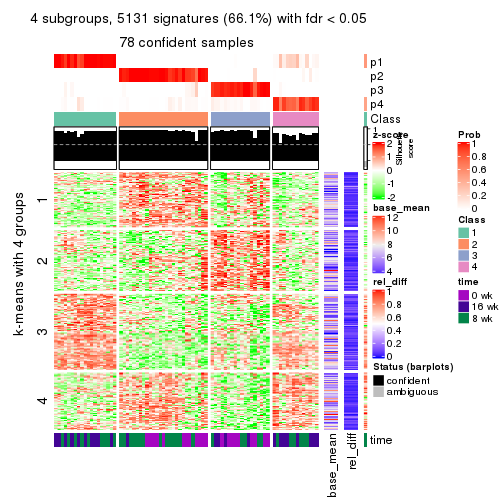 4 subgroups, 5131 signatures (66.1%) with fdr < 0.05
78 confident samples
p1
p2
p3
p4
Class
1
Silhouette
score
k-means with 4 groups
1
2
3
4
time
base_mean
rel_diff
z-score
2
1
0
-1
-2
base_mean
12
10
8
6
4
rel_diff
1
0.8
0.6
0.4
0.2
0
Status (barplots)
confident
ambiguous
Prob
1
0.8
0.6
0.4
0.2
0
Class
1
2
3
4
time
0 wk
16 wk
8 wk